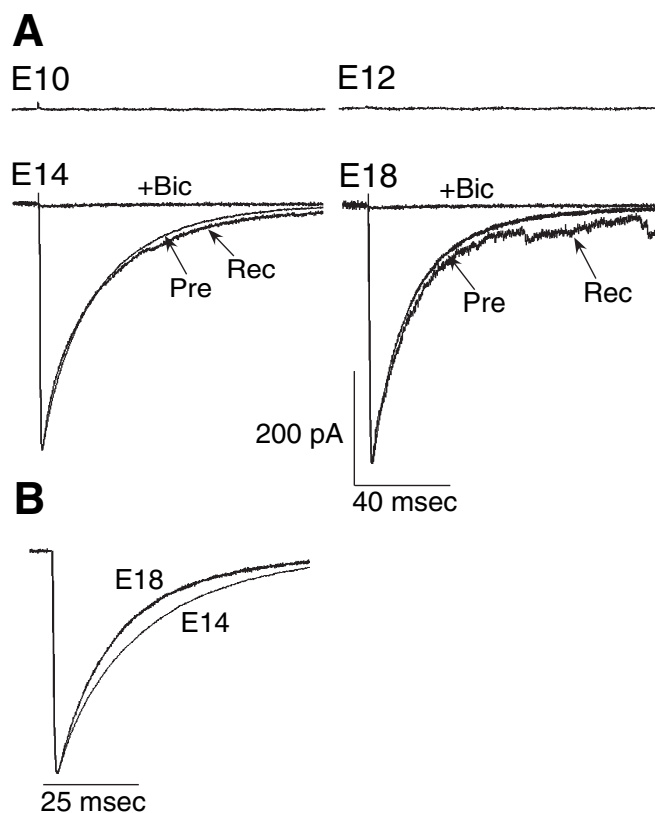 A
E10
E12
E14
+Bic
Pre
Rec
E18
+Bic
Pre
Rec
200 pA
40 msec
B
E18
E14
25 msec